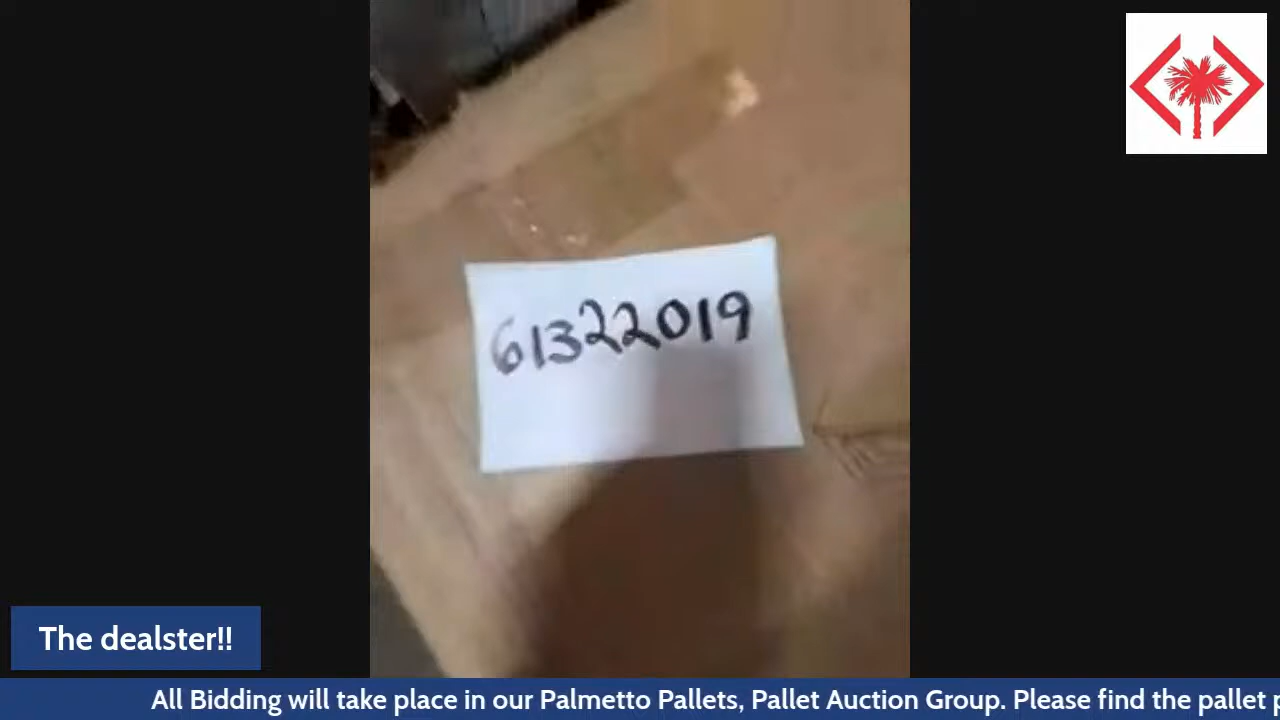 61322019
The dealster!!
All Bidding will take place in our Palmetto Pallets, Pallet Auction Group. Please find the pallet p